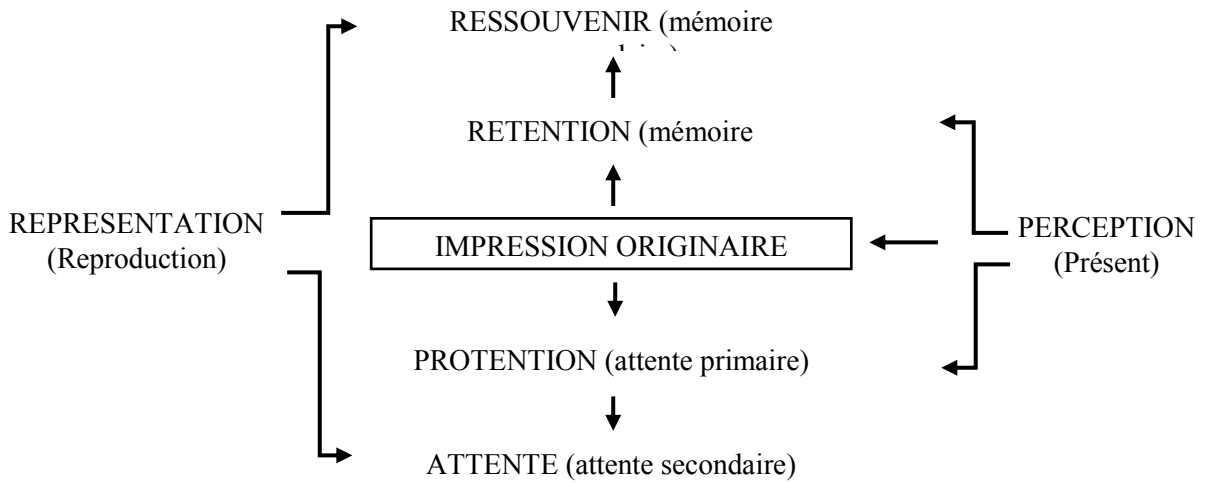 RESSOUVENIR (mémoire
RETENTION (mémoire
REPRESENTATION
(Reproduction)
IMPRESSION ORIGINAIRE
PERCEPTION
(Présent)
PROTENTION (attente primaire)
ATTENTE (attente secondaire)